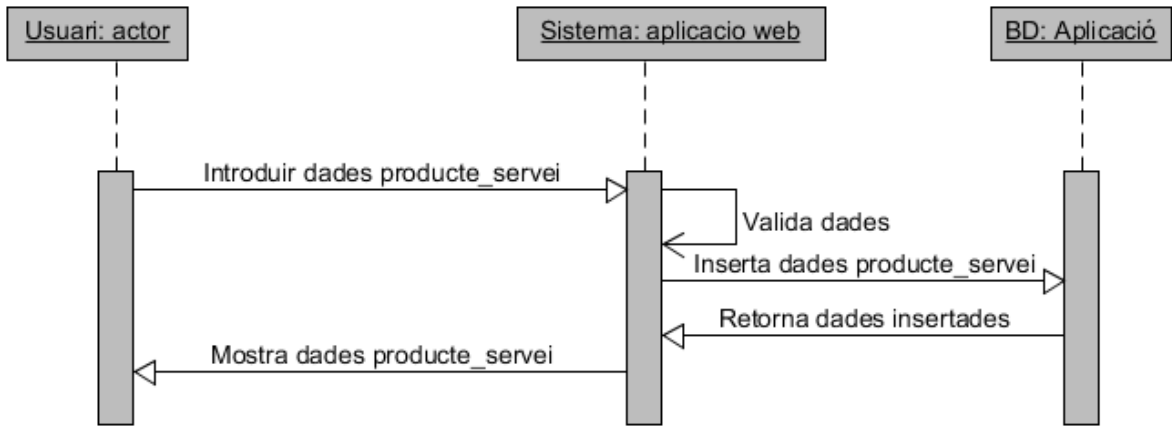 Usuari: actor
Sistema: aplicacio web
BD: Aplicació
Introduir dades producte_servei
Valida dades
Inserta dades producte_servei
Retorna dades insertades
Mostra dades producte_servei